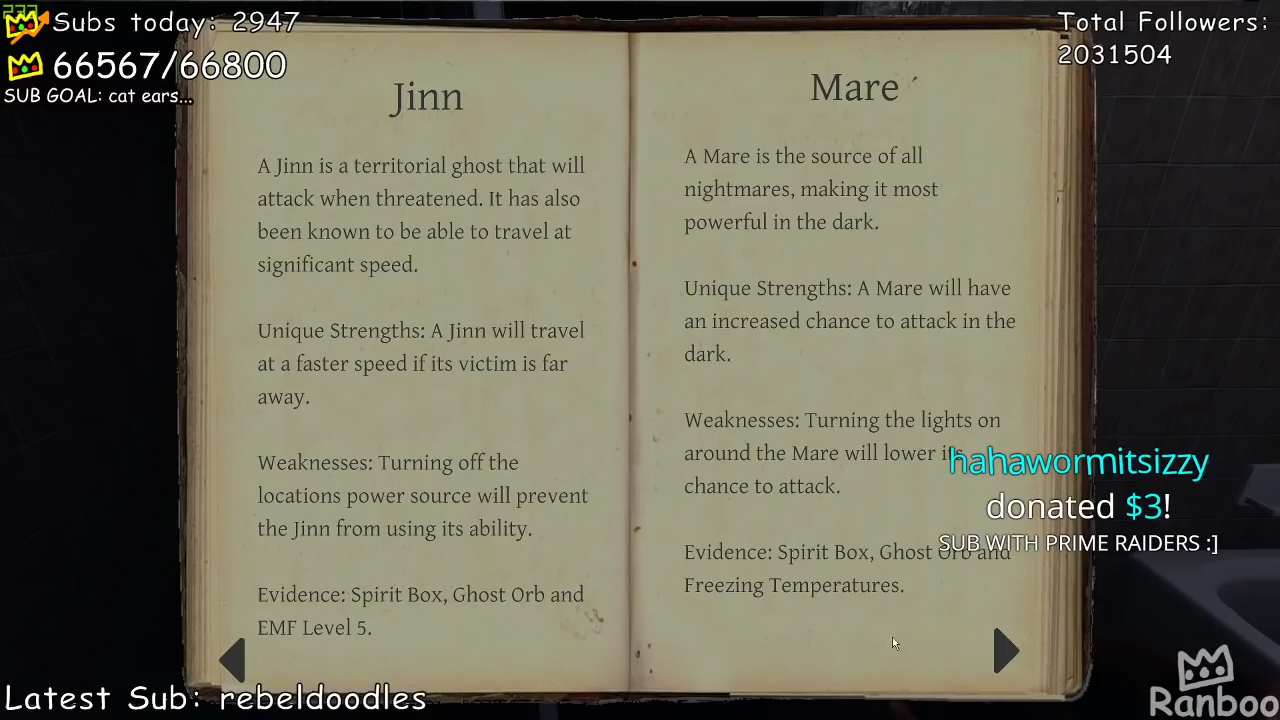 Subs today: 2947
66567/66800
SUB GOAL: cat ears...
Total Followers:
2031504
Jinn
A Jinn is a territorial ghost that will
attack when threatened. It has also
been known to be able to travel at
significant speed.
Unique Strengths: A Jinn will travel
at a faster speed if its victim is far
away.
Weaknesses: Turning off the
locations power source will prevent
the Jinn from using its ability.
Evidence: Spirit Box, Ghost Orb and
EMF Level 5.
Mare
A Mare is the source of all
nightmares, making it most
powerful in the dark.
Unique Strengths: A Mare will have
an increased chance to attack in the
dark.
Weaknesses: Turning the lights on
around the Mare will lower its
chance to attack.
Evidence: Spirit Box, Ghost Orb and
Freezing Temperatures.
hahawormitsizzy
donated $3!
SUB WITH PRIME RAIDERS :]
Latest Sub: rebeldoodles
Ranboo